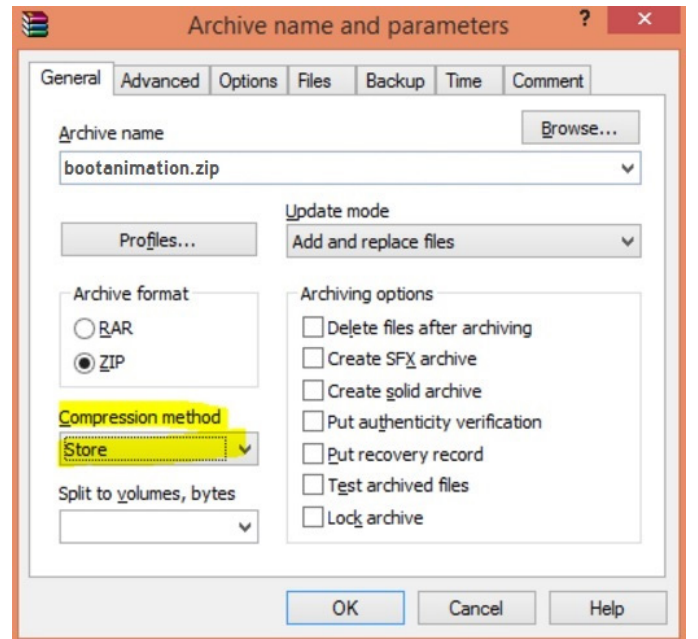 Archive name and parameters ? ×
General Advanced Options Files Backup Time Comment
Archive name
Browse...
bootanimation.zip
Update mode
Profiles...
Add and replace files
Archive format
RAR
ZIP
Compression method
Store
Split to volumes, bytes
Archiving options
Delete files after archiving
Create SFX archive
Create solid archive
Put authenticity verification
Put recovery record
Test archived files
Lock archive
OK Cancel Help